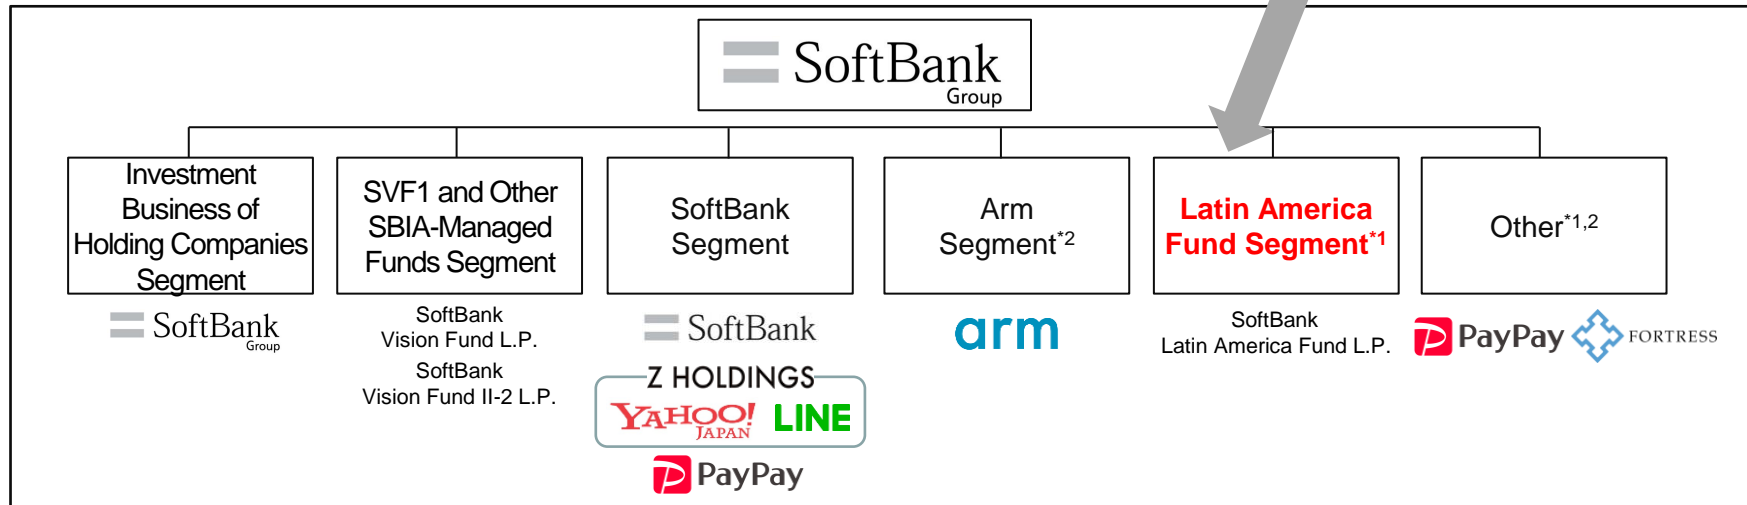 SoftBank
Group
Investment
Business of
Holding Companies
Segment
SoftBank
Group
SVF1 and Other
SBIA-Managed
Funds Segment
SoftBank
Vision Fund L.P.
SoftBank
Vision Fund II-2 L.P.
SoftBank
Segment
SoftBank
Z HOLDINGS
YAHOO!
JAPAN
LINE
PayPay
Arm
Segment*2
arm
Latin America
Fund Segment*1
SoftBank
Latin America Fund L.P.
Other*1,2
PayPay
FORTRESS